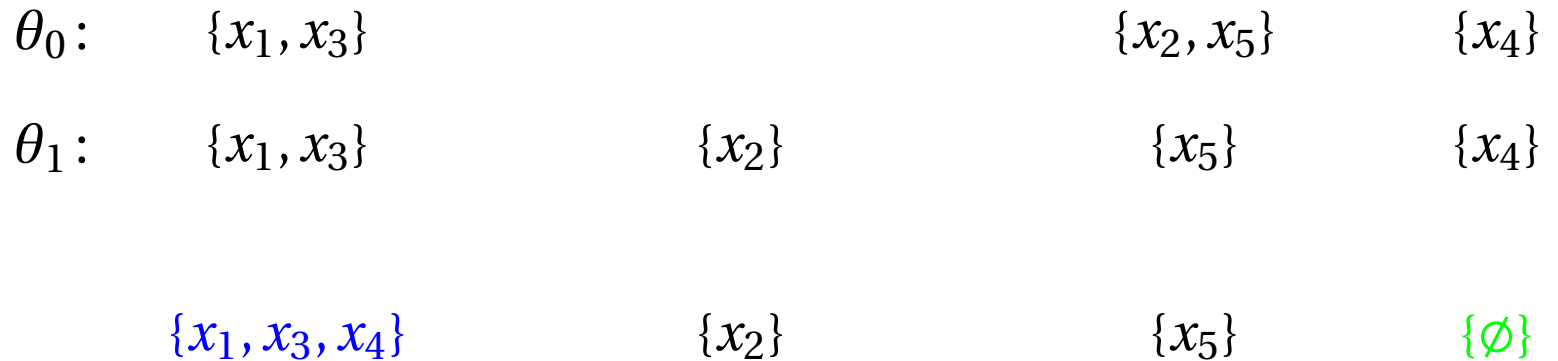 θ₀: {x₁, x₃} {x₂, x₅} {x₄}
θ₁: {x₁, x₃} {x₂} {x₅} {x₄}
{x₁, x₃, x₄} {x₂} {x₅} {∅}